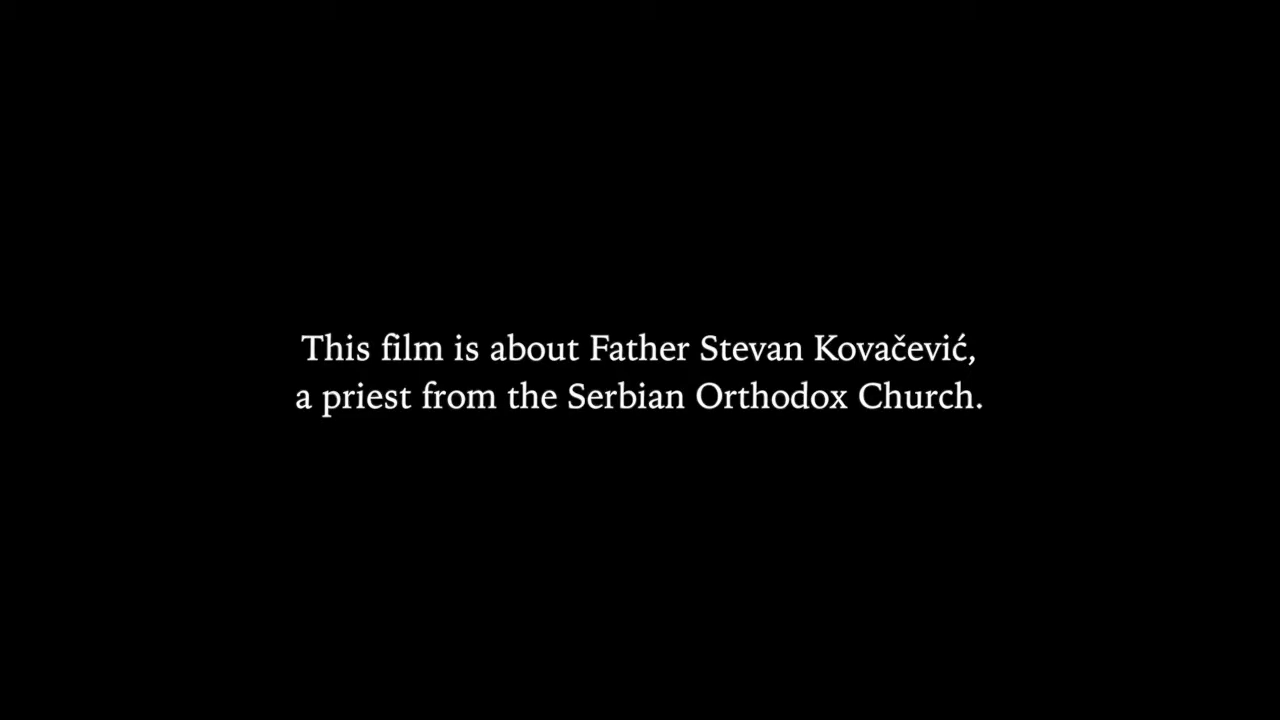 This film is about Father Stevan Kovačević,
a priest from the Serbian Orthodox Church.